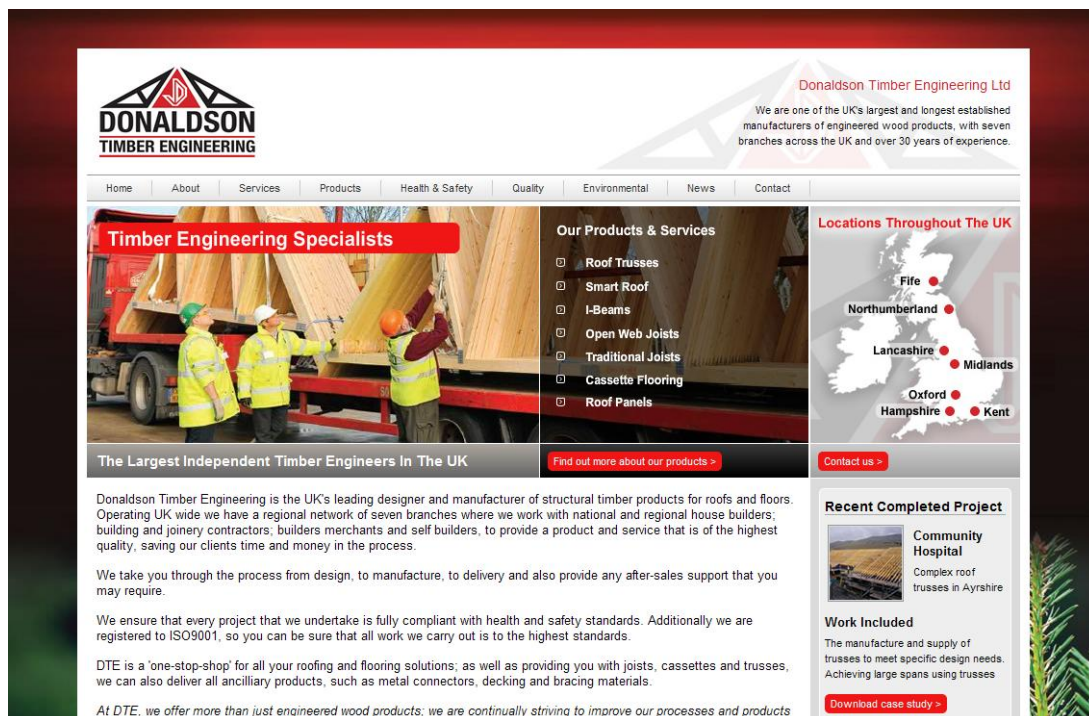 DONALDSON
TIMBER ENGINEERING
Donaldson Timber Engineering Ltd
We are one of the UK's largest and longest established
manufacturers of engineered wood products, with seven
branches across the UK and over 30 years of experience.
Home About Services Products Health & Safety Quality Environmental News Contact
Timber Engineering Specialists
Our Products & Services
Roof Trusses
Smart Roof
I-Beams
Open Web Joists
Traditional Joists
Cassette Flooring
Roof Panels
Locations Throughout The UK
Fife
Northumberland
Lancashire
Midlands
Oxford
Hampshire
Kent
The Largest Independent Timber Engineers In The UK
Find out more about our products >
Contact us >
Donaldson Timber Engineering is the UK's leading designer and manufacturer of structural timber products for roofs and floors.
Operating UK wide we have a regional network of seven branches where we work with national and regional house builders;
building and joinery contractors; builders merchants and self builders, to provide a product and service that is of the highest
quality, saving our clients time and money in the process.
We take you through the process from design, to manufacture, to delivery and also provide any after-sales support that you
may require.
We ensure that every project that we undertake is fully compliant with health and safety standards. Additionally we are
registered to ISO9001, so you can be sure that all work we carry out is to the highest standards.
DTE is a 'one-stop-shop' for all your roofing and flooring solutions; as well as providing you with joists, cassettes and trusses,
we can also deliver all ancilliary products, such as metal connectors, decking and bracing materials.
At DTE, we offer more than just engineered wood products; we are continually striving to improve our processes and products
Recent Completed Project
Community
Hospital
Complex roof
trusses in Ayrshire
Work Included
The manufacture and supply of
trusses to meet specific design needs.
Achieving large spans using trusses
Download case study >